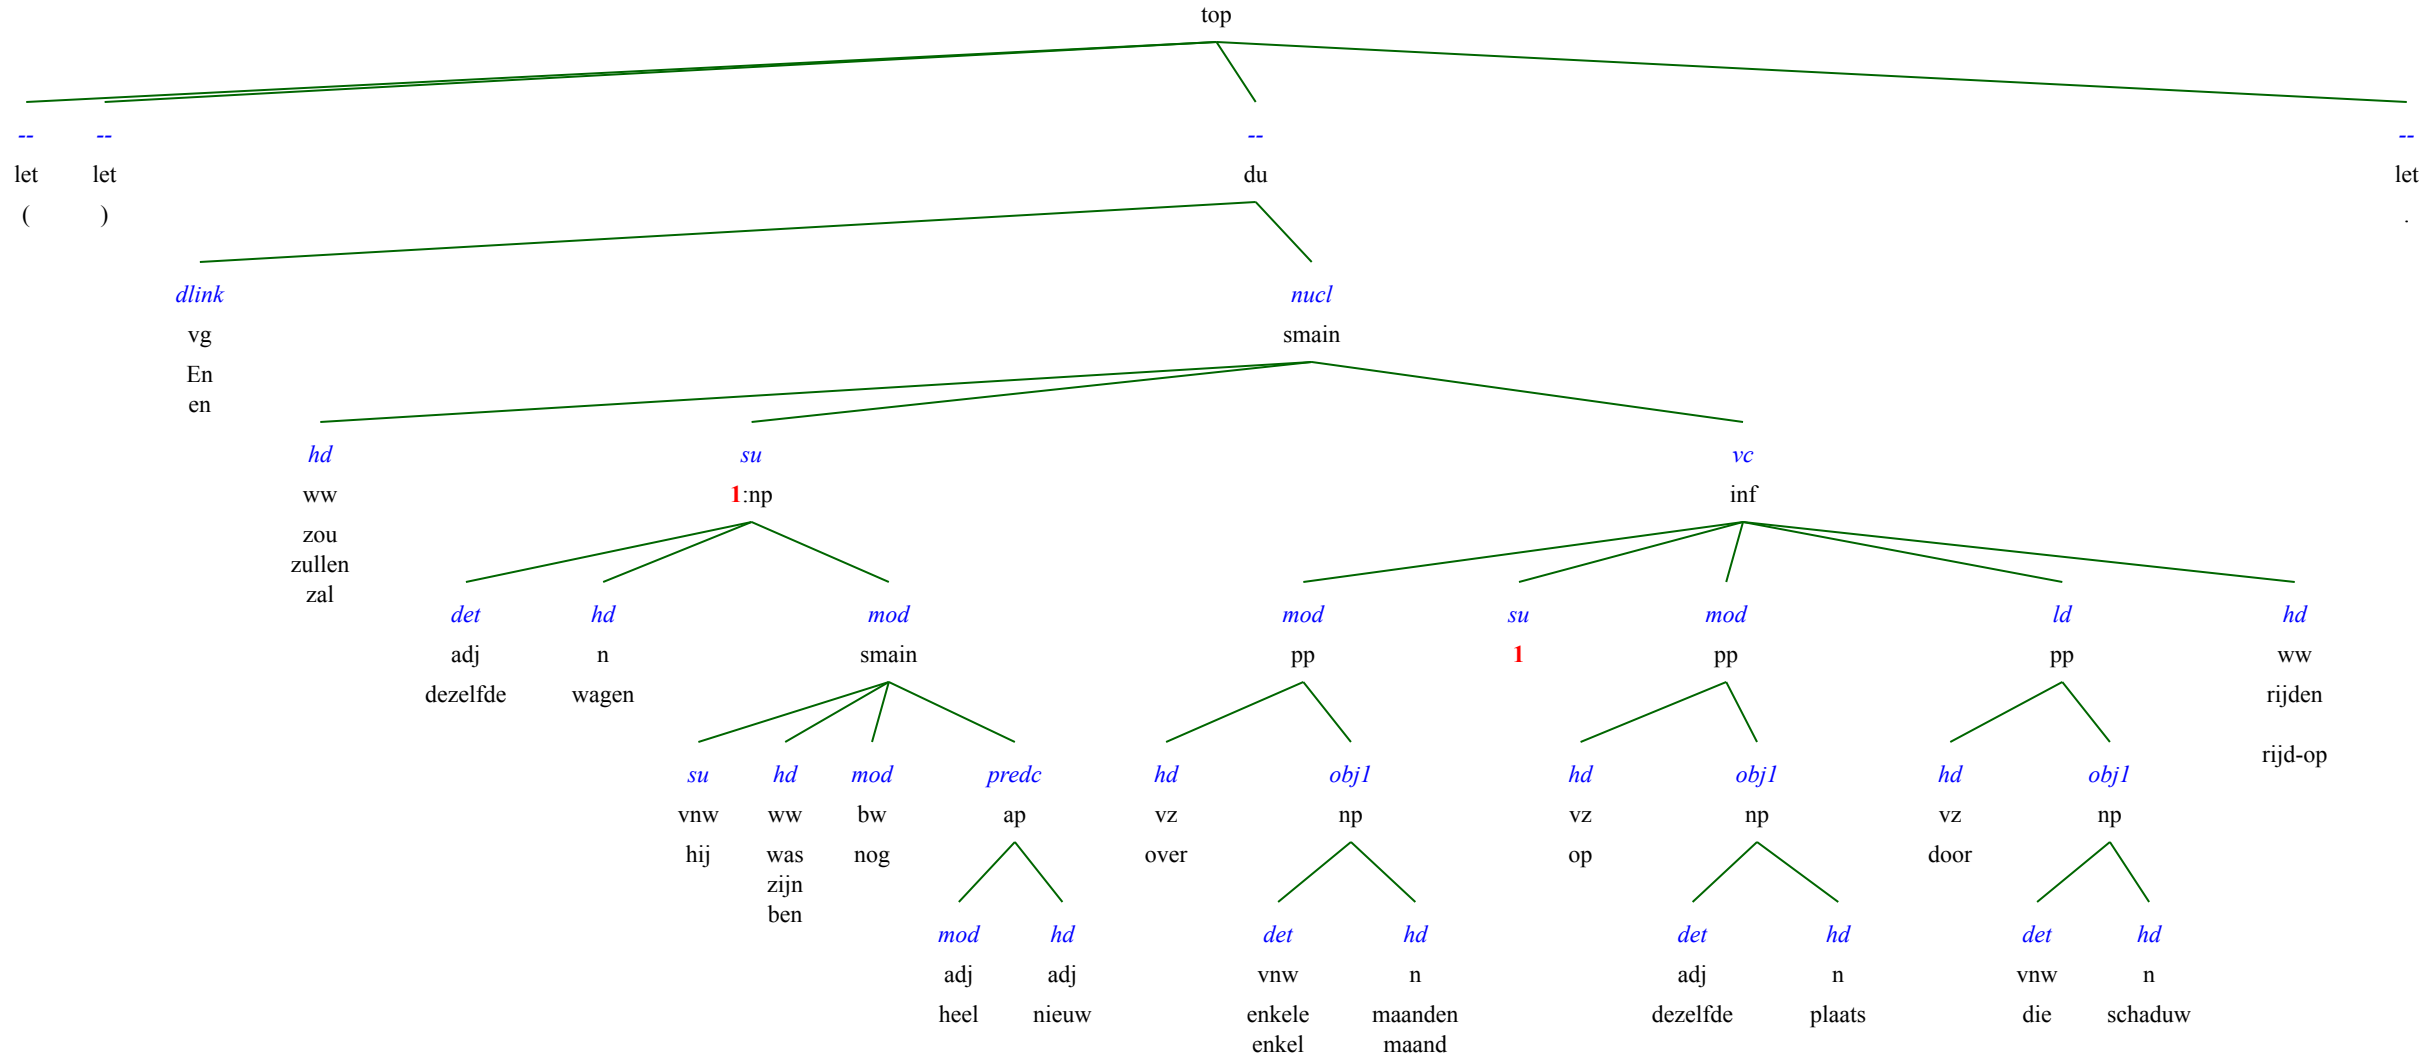 top
-- -- -- --
let let du let
( ) .
dlink nucl
vg smain
En
en
hd su vc
ww 1:np inf
zou
zullen
zal
det hd mod mod su mod ld hd
adj n smain pp 1 pp pp ww
dezelfde wagen rijden
rijd-op
su hd mod predc hd obj1 hd obj1 hd obj1
vnw ww bw ap vz np vz np vz np
hij was nog over op door
zijn
ben
mod hd det hd det hd det hd
adj adj vnw n adj n vnw n
heel nieuw enkele maanden dezelfde plaats die schaduw
enkel maand